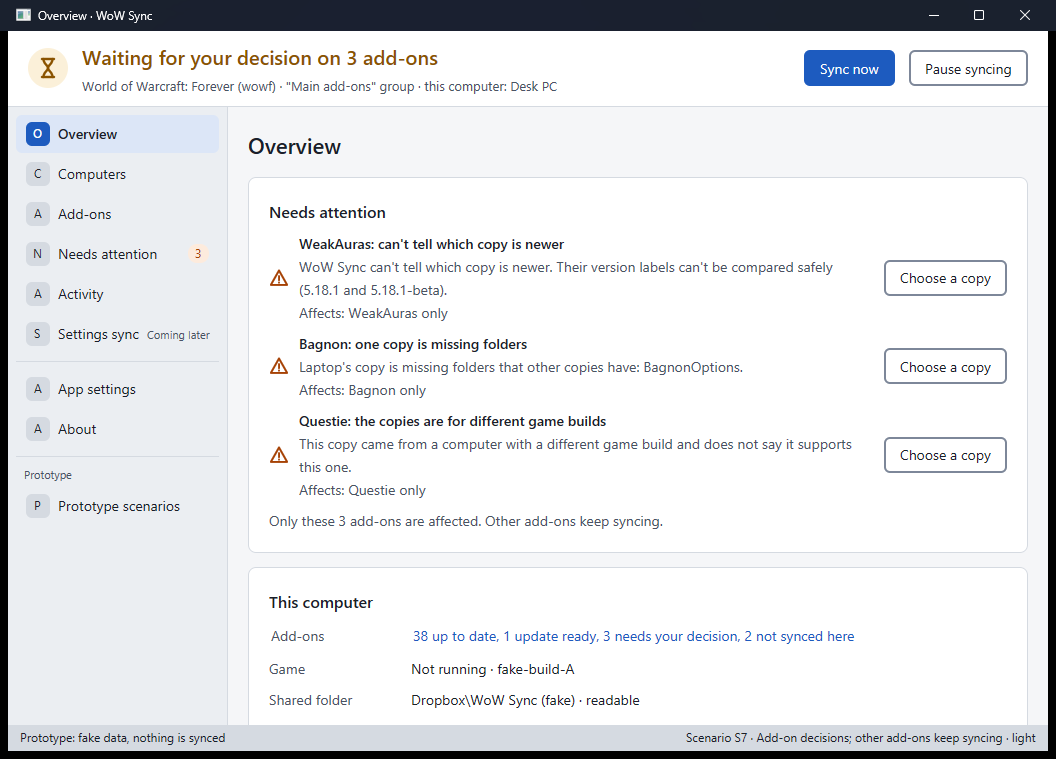 Overview · WoW Sync
Waiting for your decision on 3 add-ons
World of Warcraft: Forever (wowf) · "Main add-ons" group · this computer: Desk PC
Sync now
Pause syncing
O Overview
C Computers
A Add-ons
N Needs attention 3
A Activity
S Settings sync Coming later
A App settings
A About
Prototype
P Prototype scenarios
Overview
Needs attention
WeakAuras: can't tell which copy is newer
WoW Sync can't tell which copy is newer. Their version labels can't be compared safely
(5.18.1 and 5.18.1-beta).
Affects: WeakAuras only
Choose a copy
Bagnon: one copy is missing folders
Laptop's copy is missing folders that other copies have: BagnonOptions.
Affects: Bagnon only
Choose a copy
Questie: the copies are for different game builds
This copy came from a computer with a different game build and does not say it supports
this one.
Affects: Questie only
Choose a copy
Only these 3 add-ons are affected. Other add-ons keep syncing.
This computer
Add-ons 38 up to date, 1 update ready, 3 needs your decision, 2 not synced here
Game Not running · fake-build-A
Shared folder Dropbox\WoW Sync (fake) · readable
Prototype: fake data, nothing is synced
Scenario S7 · Add-on decisions; other add-ons keep syncing · light